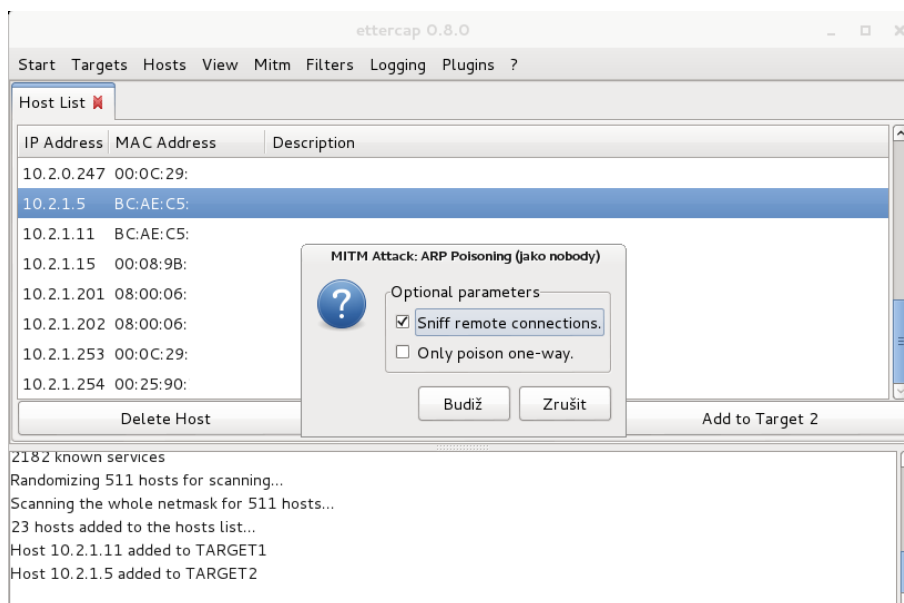 ettercap 0.8.0
Start Targets Hosts View Mitm Filters Logging Plugins ?
Host List
IP Address MAC Address Description
10.2.0.247 00:0C:29:
10.2.1.5 BC:AE:C5:
10.2.1.11 BC:AE:C5:
10.2.1.15 00:08:9B:
10.2.1.201 08:00:06:
10.2.1.202 08:00:06:
10.2.1.253 00:0C:29:
10.2.1.254 00:25:90:
MITM Attack: ARP Poisoning (jako nobody)
Optional parameters
Sniff remote connections.
Only poison one-way.
Budiž Zrušit
Delete Host Add to Target 2
2182 known services
Randomizing 511 hosts for scanning...
Scanning the whole netmask for 511 hosts...
23 hosts added to the hosts list...
Host 10.2.1.11 added to TARGET1
Host 10.2.1.5 added to TARGET2